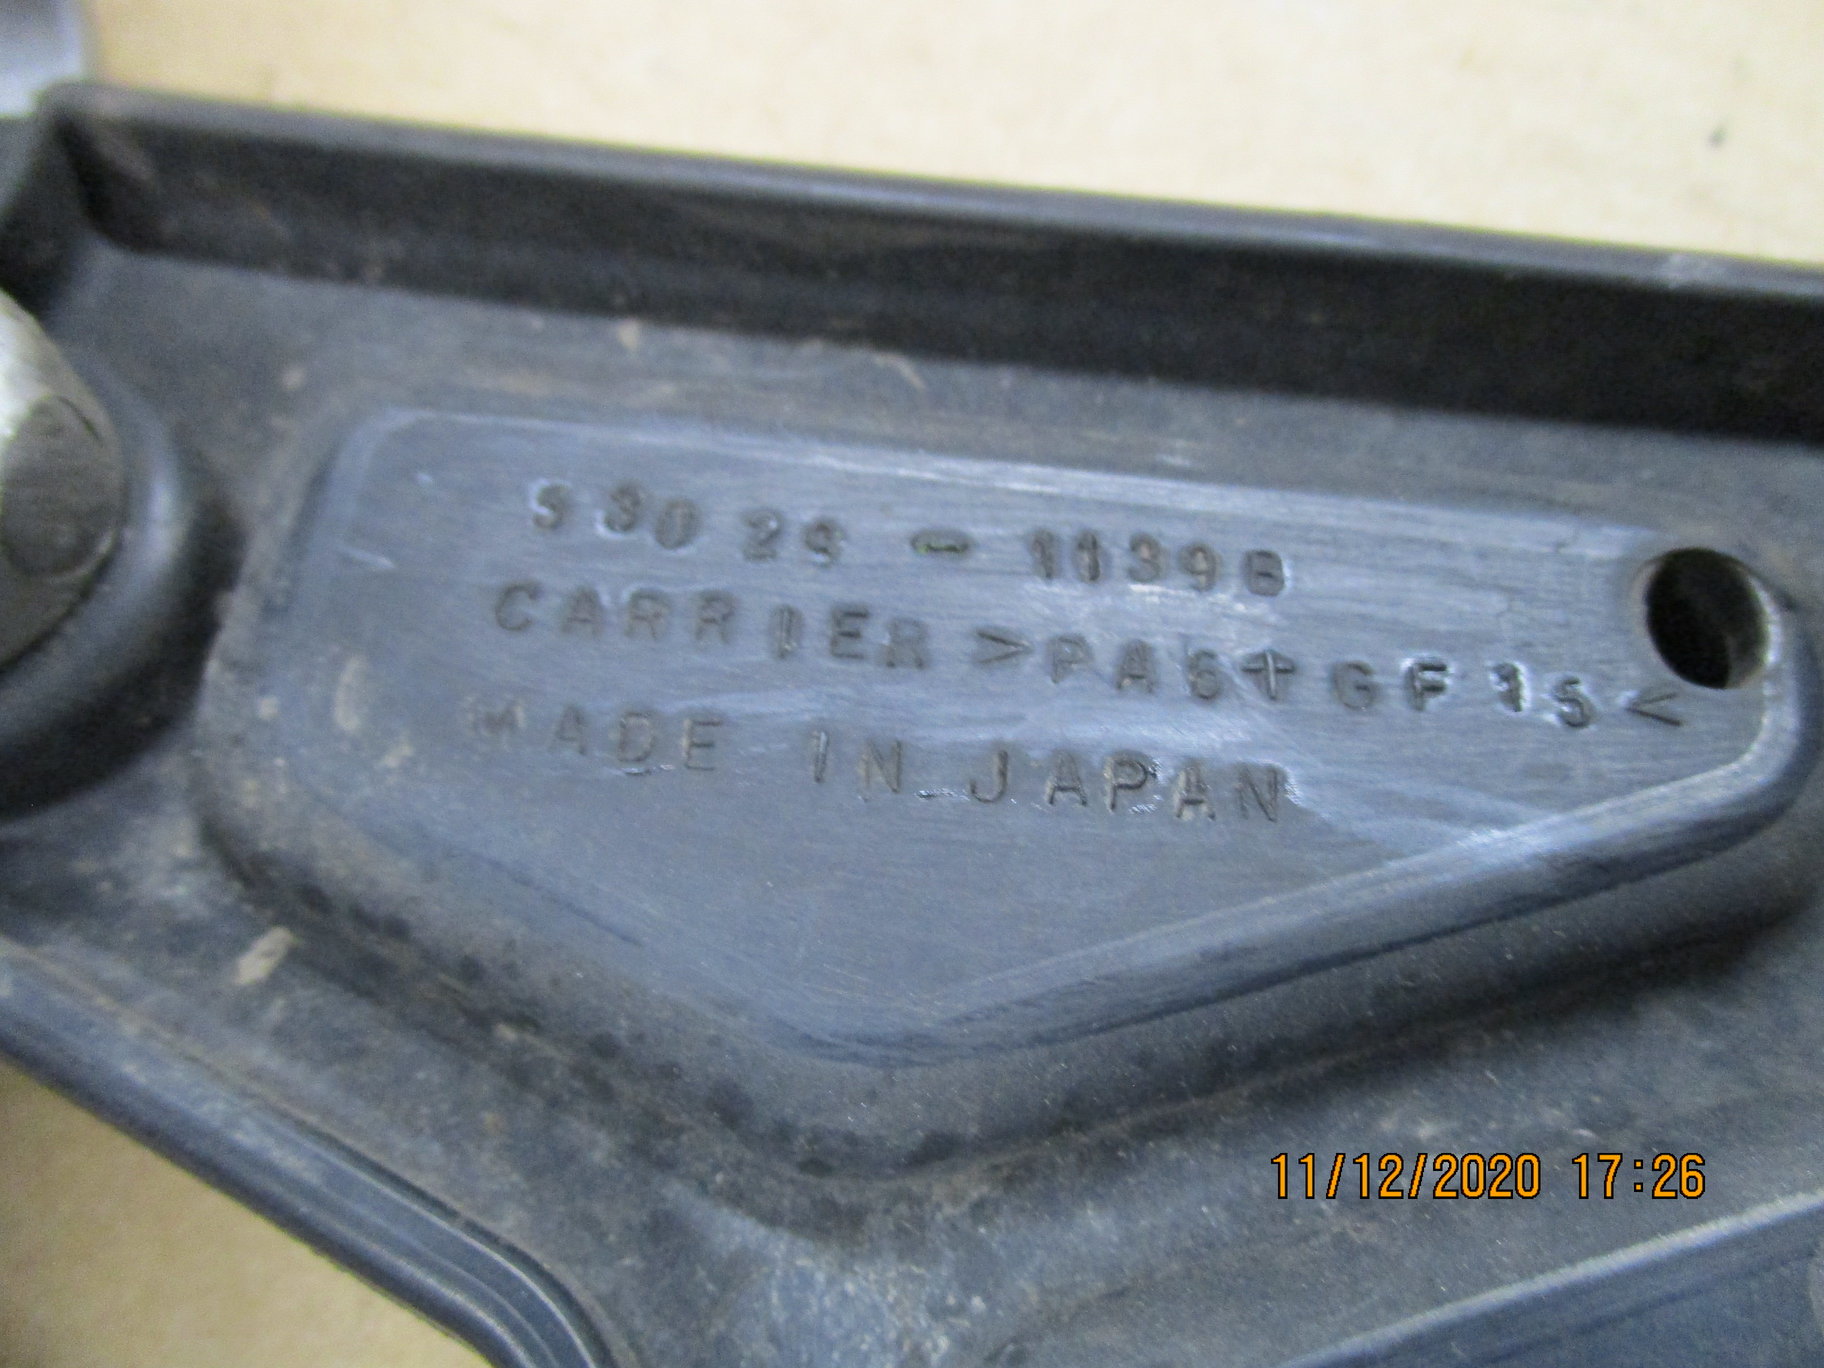 53029-1139B
CARRIER >PA6+GF15<
MADE IN JAPAN
11/12/2020 17:26